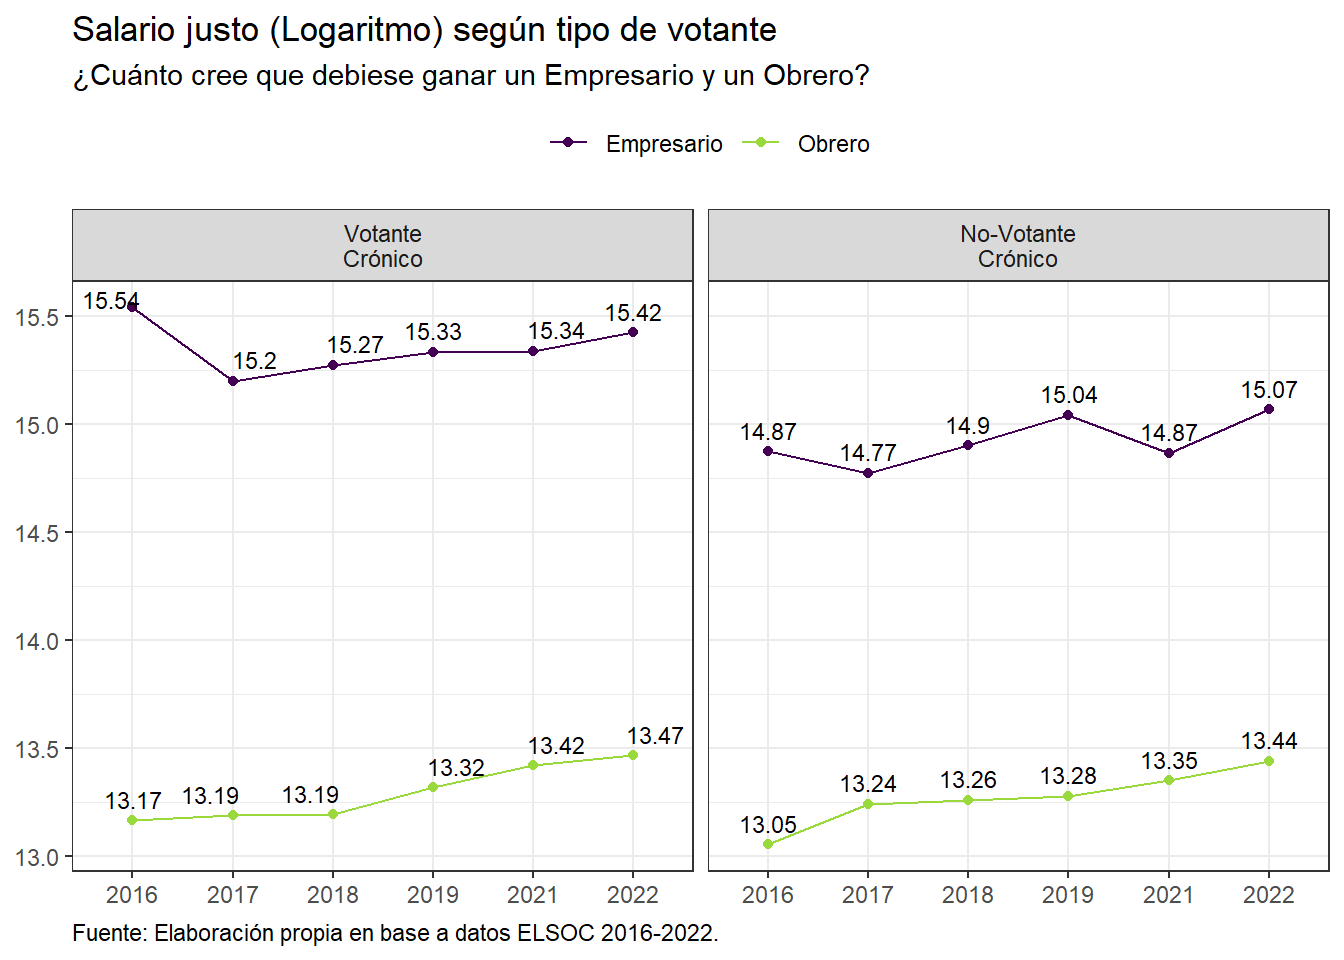 Salario justo (Logaritmo) según tipo de votante
¿Cuánto cree que debiese ganar un Empresario y un Obrero?
Empresario Obrero
Votante
Crónico
No-Votante
Crónico
15.5
15.0
14.5
14.0
13.5
13.0
15.54 15.2 15.27 15.33 15.34 15.42
13.17 13.19 13.19 13.32 13.42 13.47
14.87 14.77 14.9 15.04 14.87 15.07
13.05 13.24 13.26 13.28 13.35 13.44
2016 2017 2018 2019 2021 2022
2016 2017 2018 2019 2021 2022
Fuente: Elaboración propia en base a datos ELSOC 2016-2022.